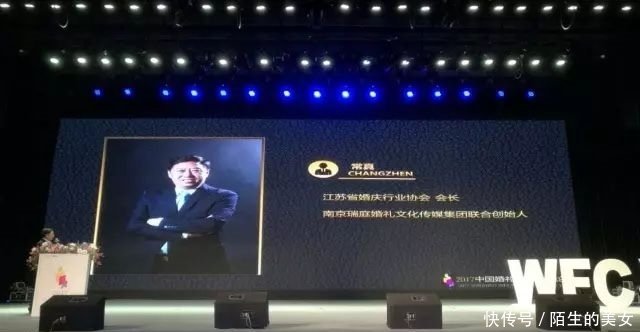 常真
CHANGZHEN
江苏省婚庆行业协会 会长
南京瑞庭婚礼文化传媒集团联合创始人
2017中国婚礼
WFC
快传号 / 陌生的美女